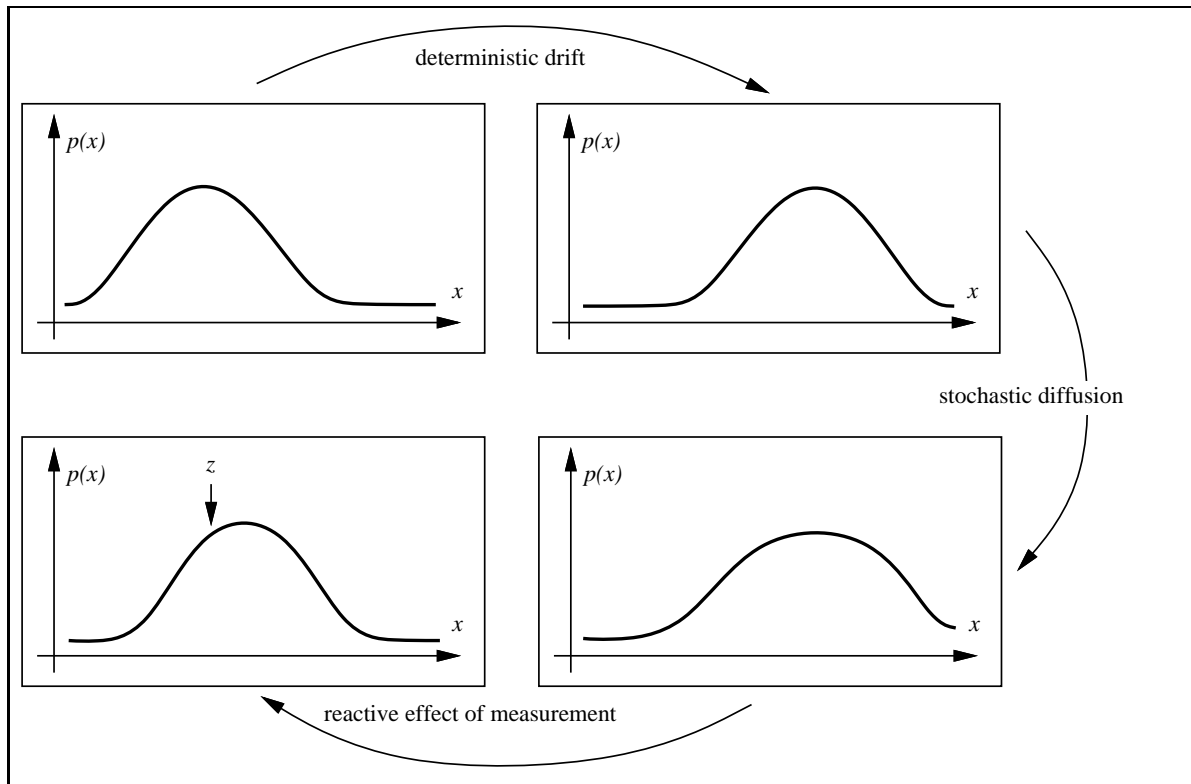 deterministic drift
p(x)
x
p(x)
x
stochastic diffusion
p(x)
z
x
p(x)
x
reactive effect of measurement